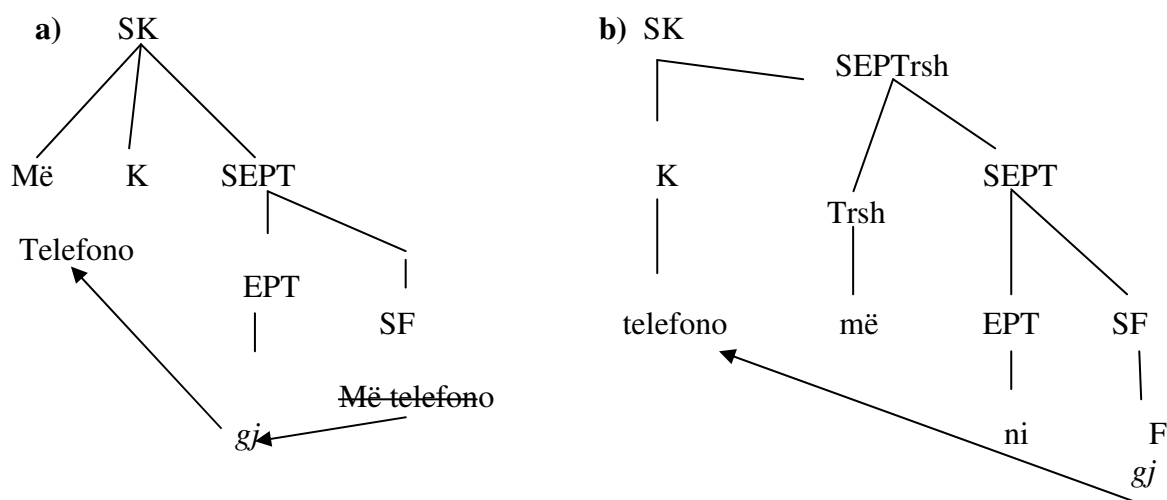 a) SK
b) SK
SEPTrsh
Më K SEPT
K SEPT
Trsh
Telefono
EPT
SF
telefono më EPT SF
Më telefono
gj
ni F
gj